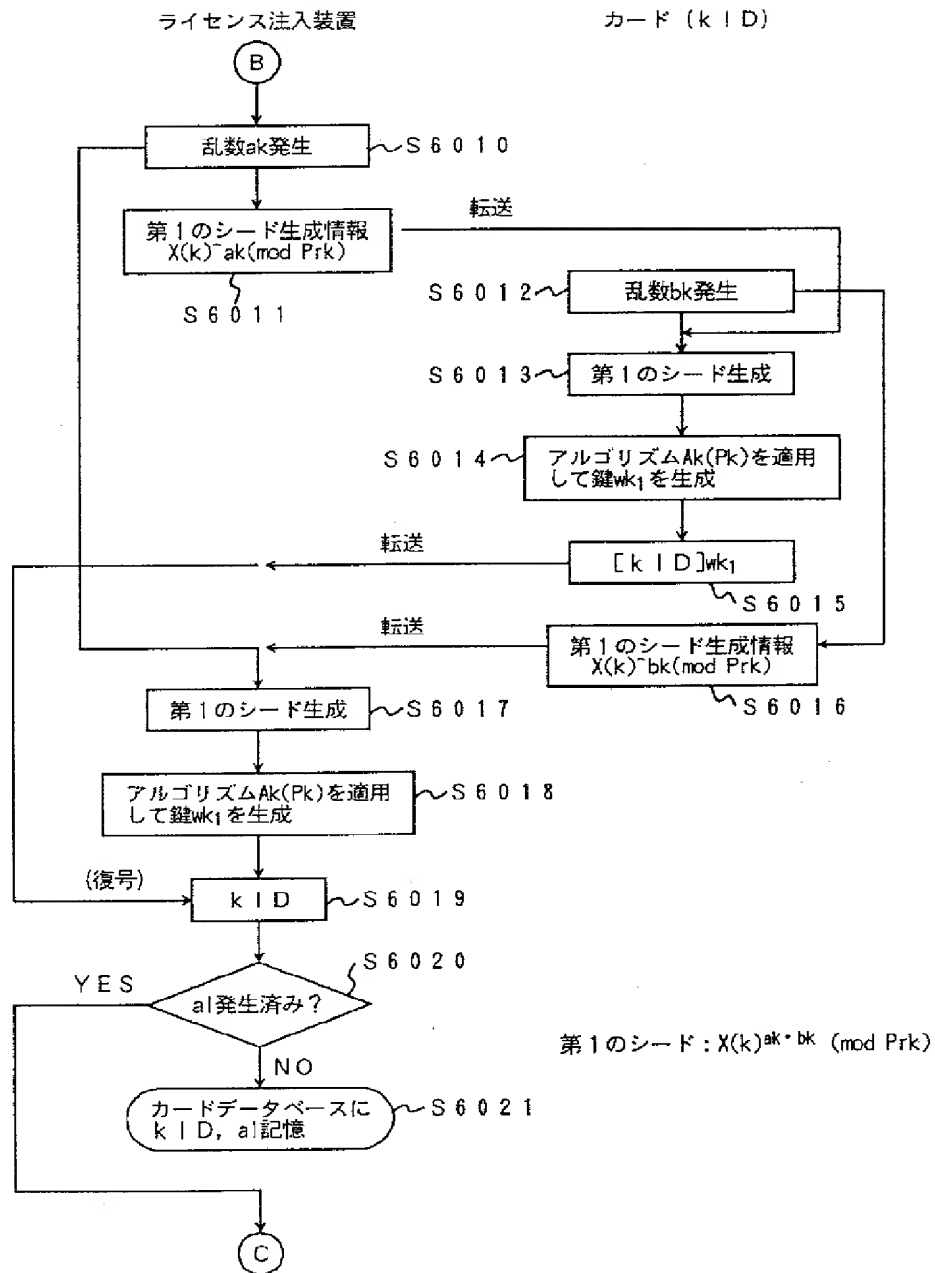 ライセンス注入装置
カード (kID)
B
乱数ak発生
S6010
転送
第1のシード生成情報
X(k)^ak(mod Prk)
S6011
S6012
乱数bk発生
S6013
第1のシード生成
S6014
アルゴリズムAk(Pk)を適用
して鍵wk₁を生成
転送
[kID]wk₁
S6015
転送
第1のシード生成情報
X(k)^bk(mod Prk)
S6016
第1のシード生成
S6017
アルゴリズムAk(Pk)を適用
して鍵wk₁を生成
S6018
(復号)
kID
S6019
S6020
YES
al発生済み?
NO
第1のシード:X(k)^ak・bk (mod Prk)
カードデータベースに
kID, al記憶
S6021
C